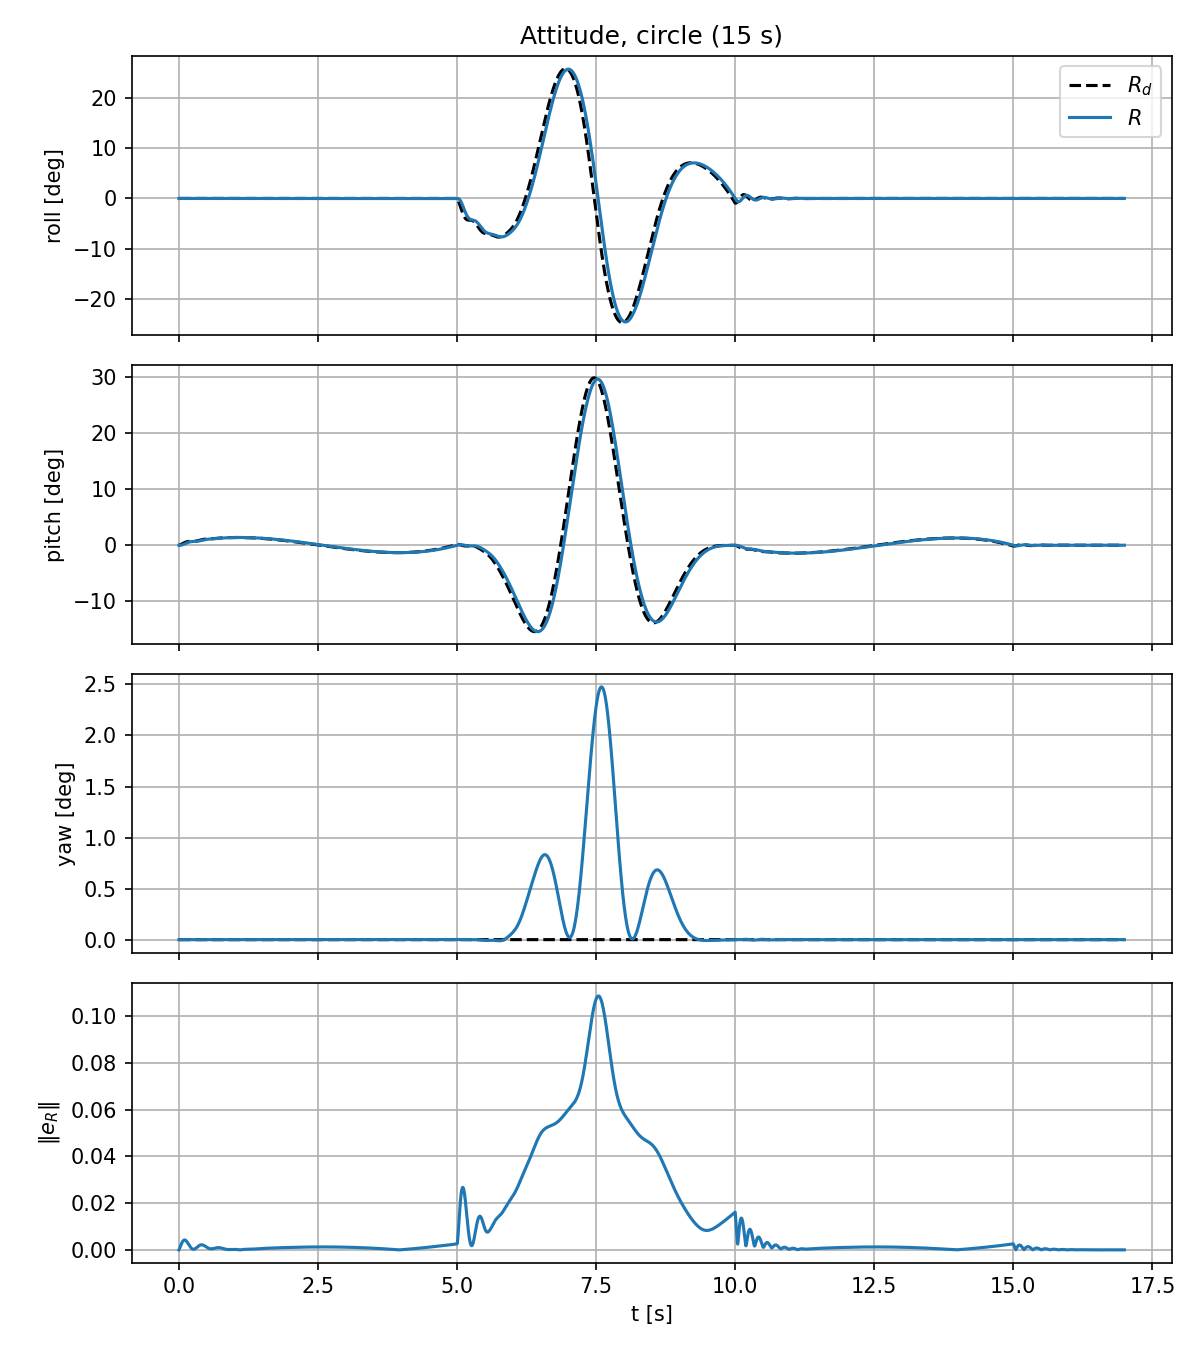 Attitude, circle (15 s)
R_d
R
roll [deg]
20
10
0
−10
−20
pitch [deg]
30
20
10
0
−10
yaw [deg]
2.5
2.0
1.5
1.0
0.5
0.0
‖e_R‖
0.10
0.08
0.06
0.04
0.02
0.00
0.0 2.5 5.0 7.5 10.0 12.5 15.0 17.5
t [s]